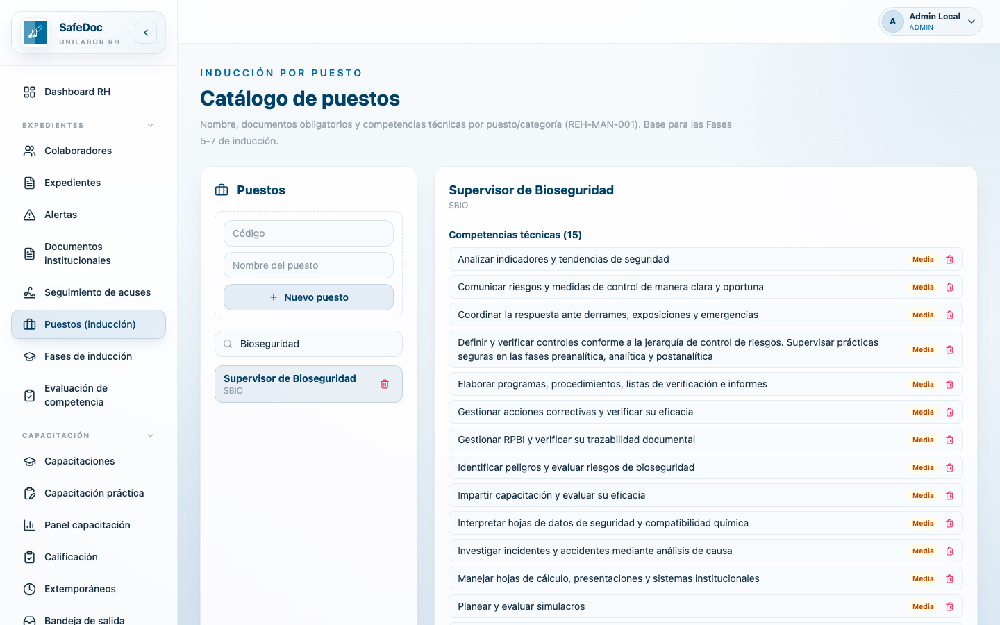 SafeDoc
UNILABOR RH
Dashboard RH
EXPEDIENTES
Colaboradores
Expedientes
Alertas
Documentos
institucionales
Seguimiento de acuses
Puestos (inducción)
Fases de inducción
Evaluación de
competencia
CAPACITACIÓN
Capacitaciones
Capacitación práctica
Panel capacitación
Calificación
Extemporáneos
Bandeja de salida
A
Admin Local
ADMIN
INDUCCIÓN POR PUESTO
Catálogo de puestos
Nombre, documentos obligatorios y competencias técnicas por puesto/categoría (REH-MAN-001). Base para las Fases
5-7 de inducción.
Puestos
Código
Nombre del puesto
+ Nuevo puesto
Bioseguridad
Supervisor de Bioseguridad
SBIO
Supervisor de Bioseguridad
SBIO
Competencias técnicas (15)
Analizar indicadores y tendencias de seguridad Media
Comunicar riesgos y medidas de control de manera clara y oportuna Media
Coordinar la respuesta ante derrames, exposiciones y emergencias Media
Definir y verificar controles conforme a la jerarquía de control de riesgos. Supervisar prácticas
seguras en las fases preanalítica, analítica y postanalítica Media
Elaborar programas, procedimientos, listas de verificación e informes Media
Gestionar acciones correctivas y verificar su eficacia Media
Gestionar RPBI y verificar su trazabilidad documental Media
Identificar peligros y evaluar riesgos de bioseguridad Media
Impartir capacitación y evaluar su eficacia Media
Interpretar hojas de datos de seguridad y compatibilidad química Media
Investigar incidentes y accidentes mediante análisis de causa Media
Manejar hojas de cálculo, presentaciones y sistemas institucionales Media
Planear y evaluar simulacros Media